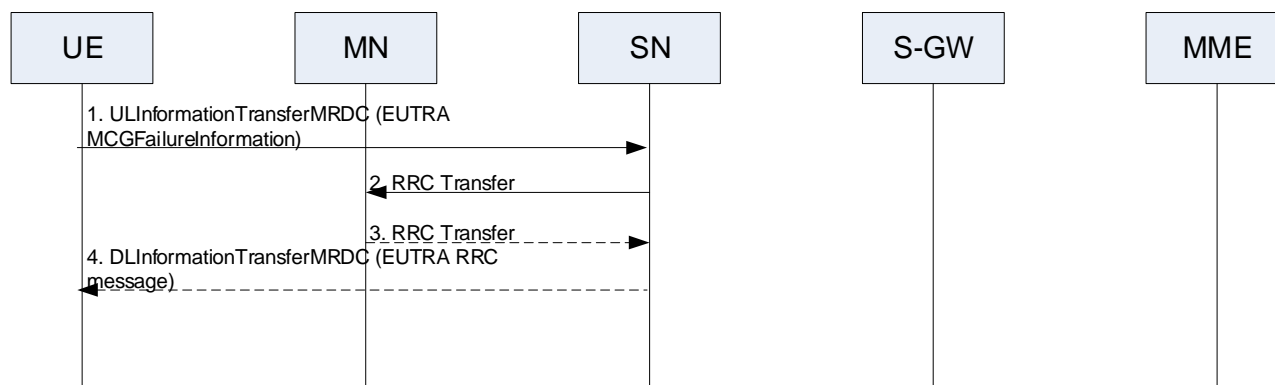 UE
MN
SN
S-GW
MME
1. ULInformationTransferMRDC (EUTRA
MCGFailureInformation)
2. RRC Transfer
3. RRC Transfer
4. DLInformationTransferMRDC (EUTRA RRC
message)